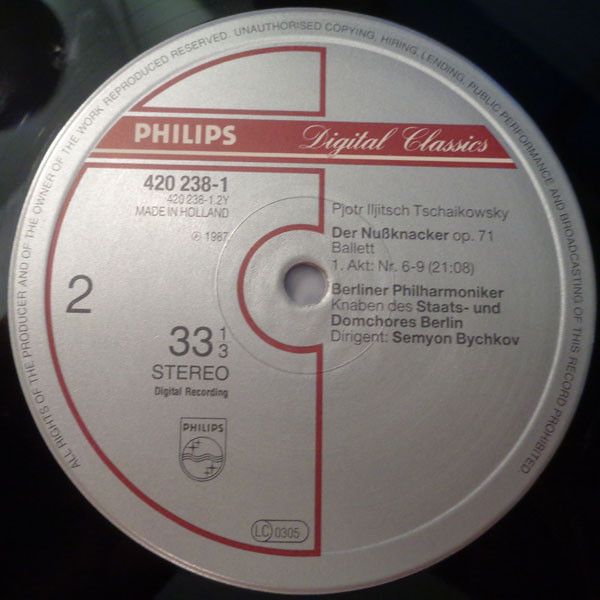 ALL RIGHTS OF THE PRODUCER AND OF THE OWNER OF THE WORK REPRODUCED RESERVED. UNAUTHORISED COPYING, HIRING, LENDING, PUBLIC PERFORMANCE AND BROADCASTING OF THIS RECORD PROHIBITED.
PHILIPS Digital Classics
420 238-1
420 238-1.2Y
MADE IN HOLLAND
Ⓟ 1987
2
33 1/3
STEREO
Digital Recording
PHILIPS
LC 0305
Pjotr Iljitsch Tschaikowsky
Der Nußknacker op. 71
Ballett
1. Akt: Nr. 6-9 (21:08)
Berliner Philharmoniker
Knaben des Staats- und
Domchores Berlin
Dirigent: Semyon Bychkov